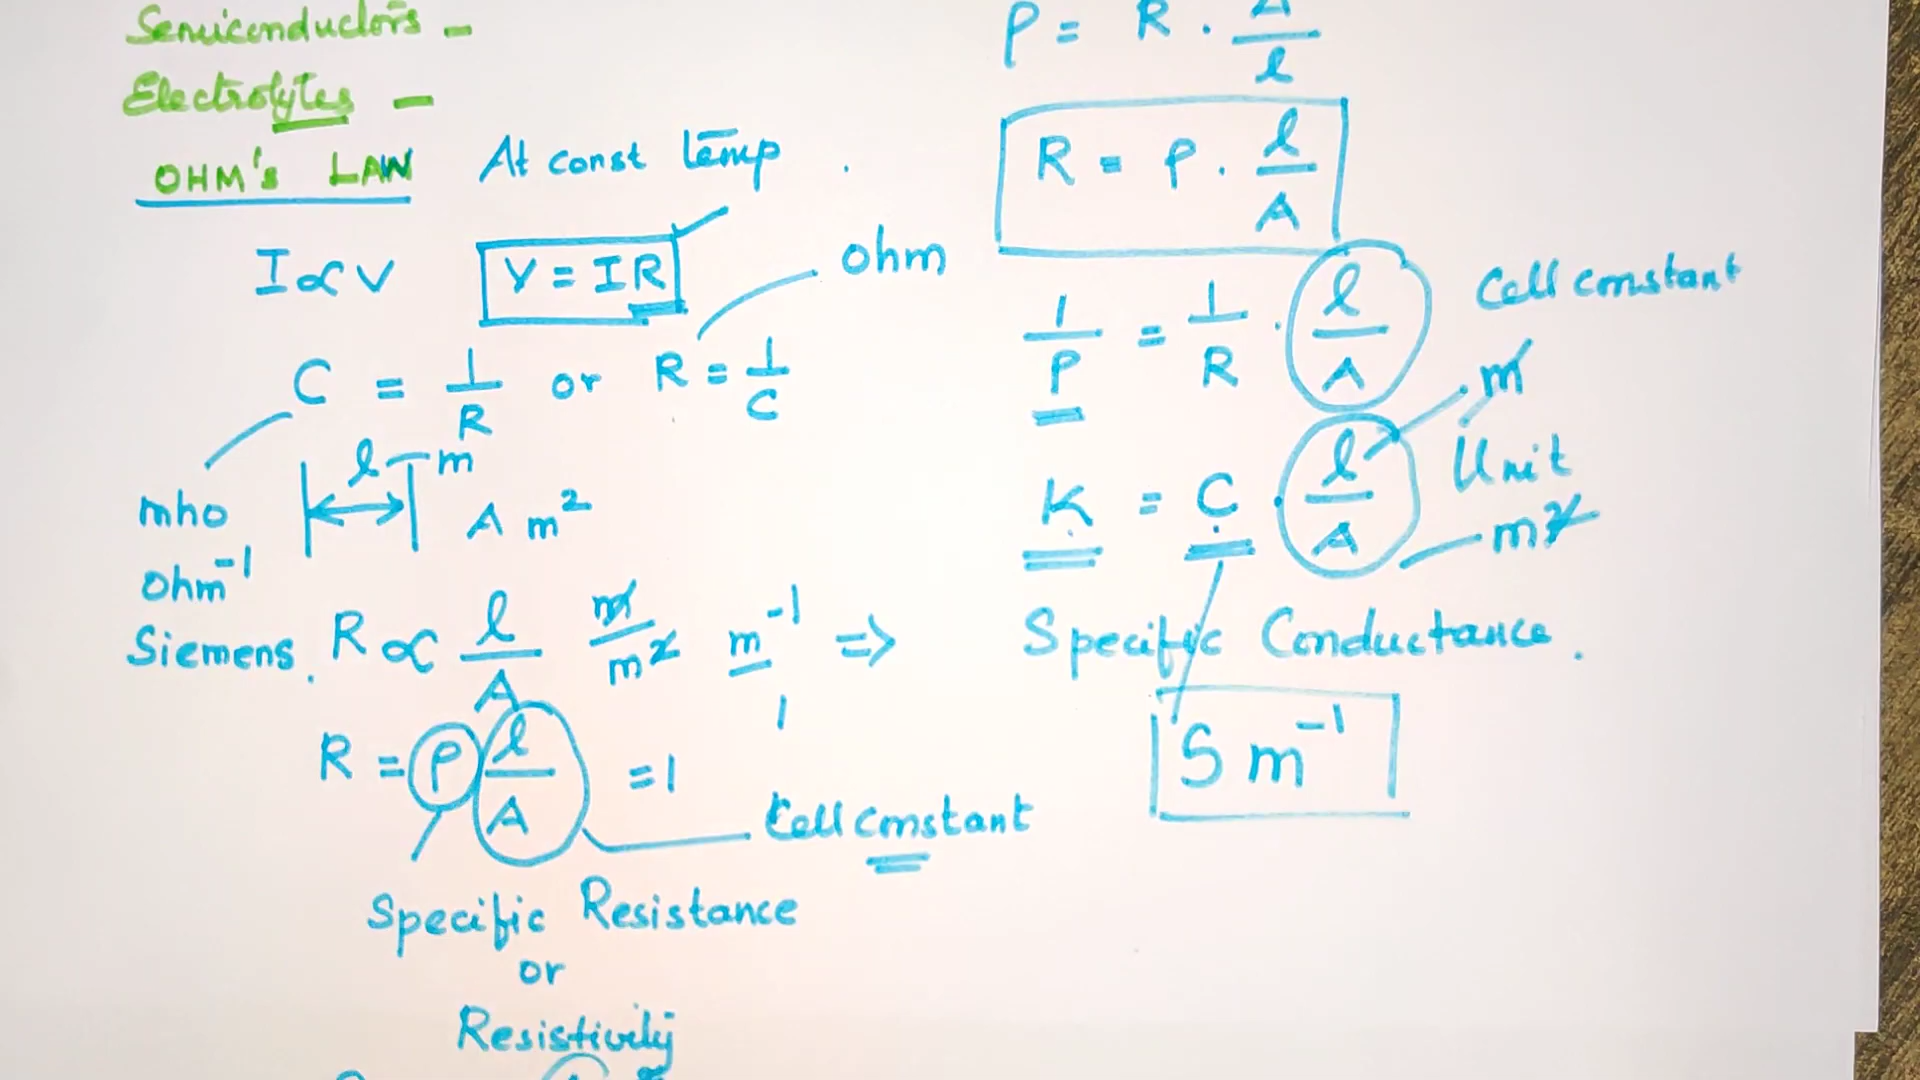 Semiconductors -
Electrolytes -
OHM's LAW At const temp .
I ∝ V V = IR ohm
C = 1/R or R = 1/C
mho
ohm⁻¹
Siemens.
l m
A m²
R ∝ l/A m/m² m⁻¹ =>
1
R = ρ l/A = 1
Cell constant
Specific Resistance
or
Resistivity
ρ = R . A/l
R = ρ . l/A
1/ρ = 1/R . l/A Cell constant
K = C . l/A m
Unit
m²
Specific Conductance .
S m⁻¹